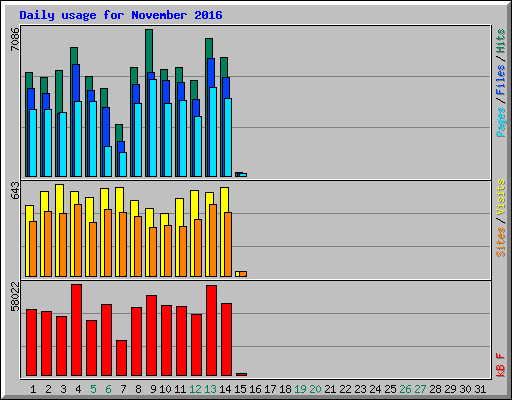 Daily usage for November 2016
7086
Pages/Files/Hits
643
Sites/Visits
58022
kB F
1 2 3 4 5 6 7 8 9 10 11 12 13 14 15 16 17 18 19 20 21 22 23 24 25 26 27 28 29 30 31